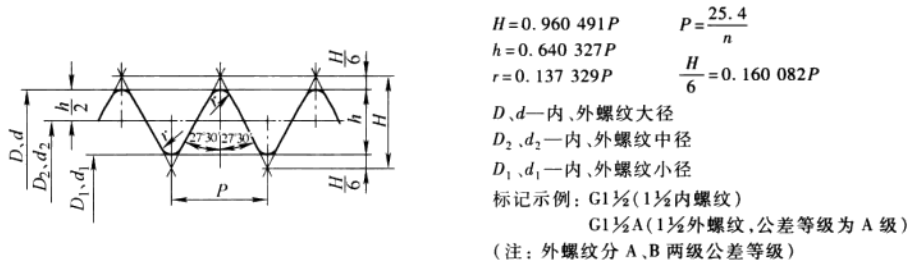 H/6
h/2
D、d
D₂、d₂
D₁、d₁
r
r
27°30′ 27°30′
h
H
P
H/6
H=0.960 491P P=25.4/n
h=0.640 327P
r=0.137 329P H/6=0.160 082P
D、d—内、外螺纹大径
D₂、d₂—内、外螺纹中径
D₁、d₁—内、外螺纹小径
标记示例: G1½(1½内螺纹)
G1½A(1½外螺纹,公差等级为 A 级)
(注: 外螺纹分 A、B 两级公差等级)